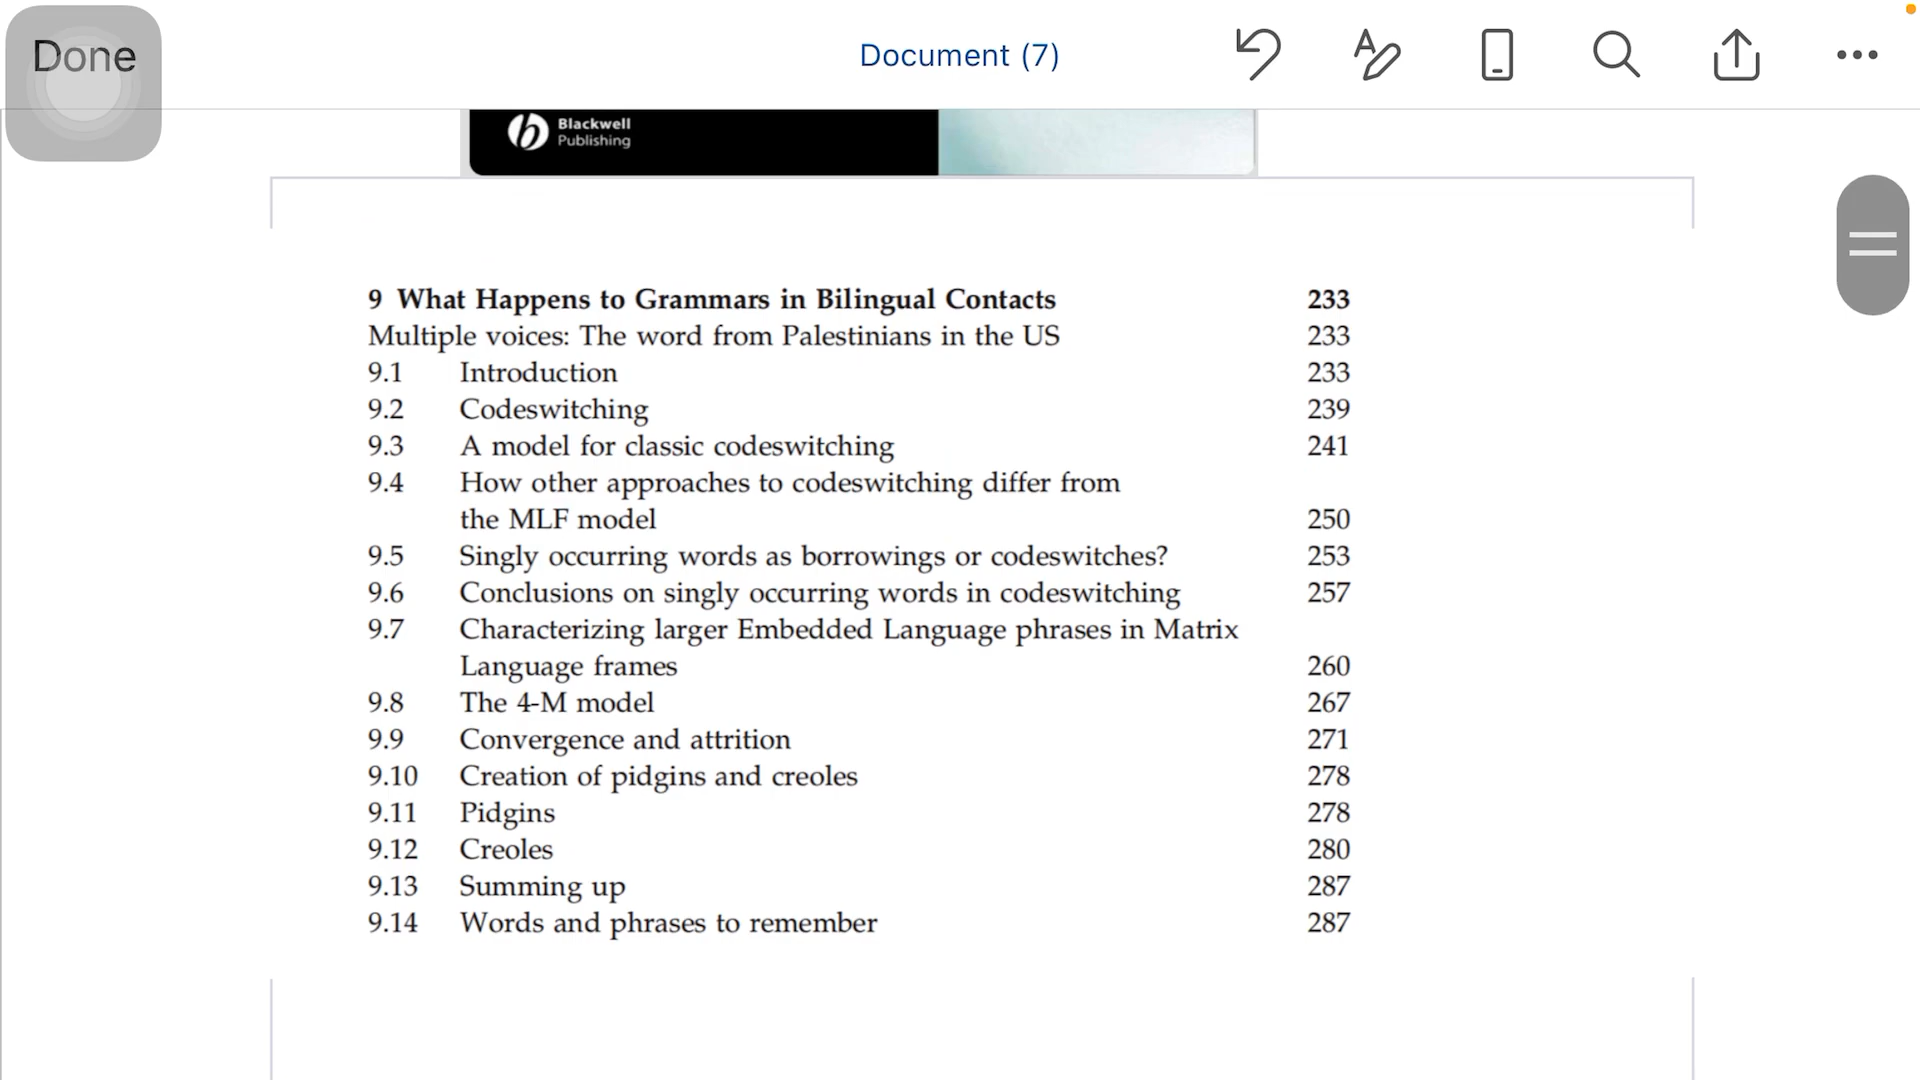 Done
Document (7)
Blackwell
Publishing
9 What Happens to Grammars in Bilingual Contacts 233
Multiple voices: The word from Palestinians in the US 233
9.1 Introduction 233
9.2 Codeswitching 239
9.3 A model for classic codeswitching 241
9.4 How other approaches to codeswitching differ from
the MLF model 250
9.5 Singly occurring words as borrowings or codeswitches? 253
9.6 Conclusions on singly occurring words in codeswitching 257
9.7 Characterizing larger Embedded Language phrases in Matrix
Language frames 260
9.8 The 4-M model 267
9.9 Convergence and attrition 271
9.10 Creation of pidgins and creoles 278
9.11 Pidgins 278
9.12 Creoles 280
9.13 Summing up 287
9.14 Words and phrases to remember 287